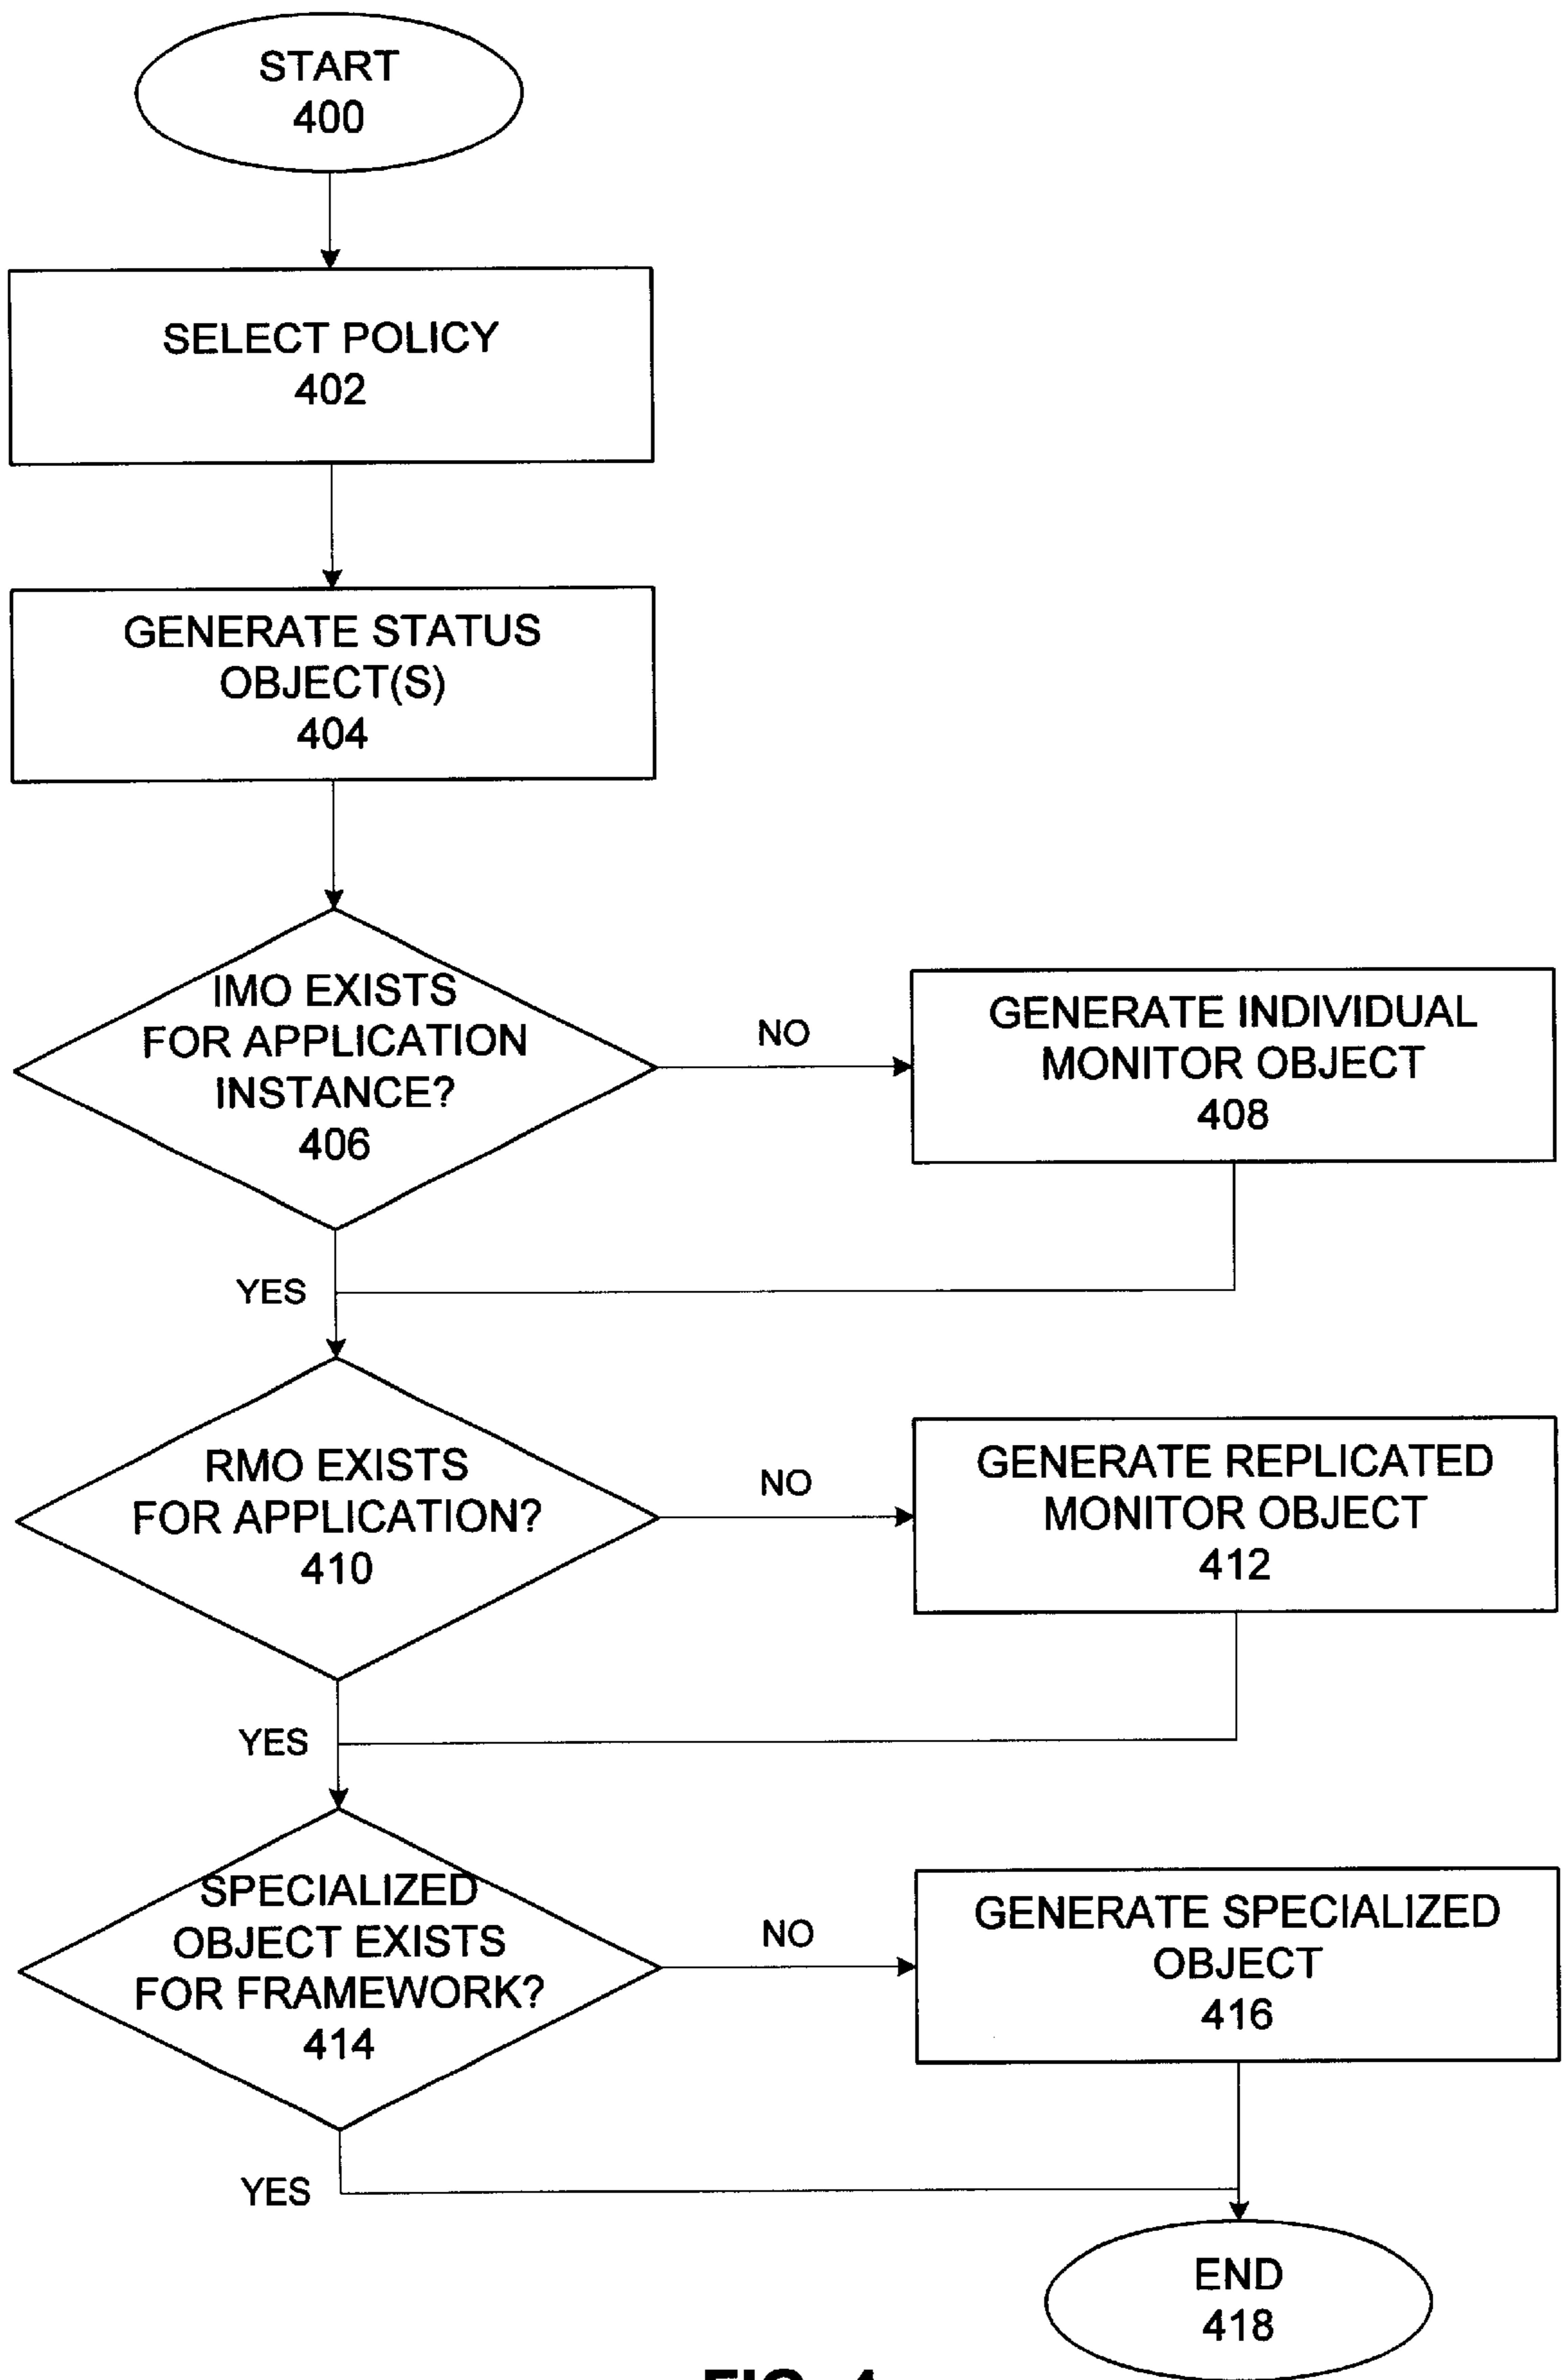 START
400
SELECT POLICY
402
GENERATE STATUS
OBJECT(S)
404
IMO EXISTS
FOR APPLICATION
INSTANCE?
406
NO
GENERATE INDIVIDUAL
MONITOR OBJECT
408
YES
RMO EXISTS
FOR APPLICATION?
410
NO
GENERATE REPLICATED
MONITOR OBJECT
412
YES
SPECIALIZED
OBJECT EXISTS
FOR FRAMEWORK?
414
NO
GENERATE SPECIALIZED
OBJECT
416
YES
END
418